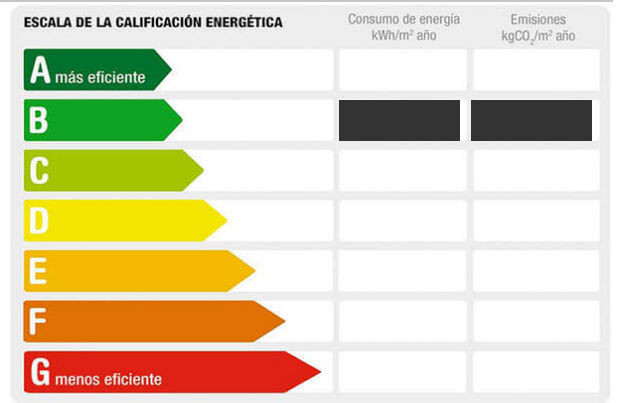 ESCALA DE LA CALIFICACIÓN ENERGÉTICA
Consumo de energía
kWh/m² año
Emisiones
kgCO₂/m² año
A más eficiente
B
C
D
E
F
G menos eficiente